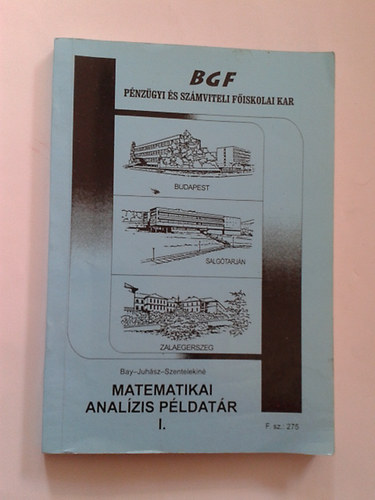 BGF
PÉNZÜGYI ÉS SZÁMVITELI FŐISKOLAI KAR
BUDAPEST
SALGÓTARJÁN
ZALAEGERSZEG
Bay–Juhász–Szentelekiné
MATEMATIKAI
ANALÍZIS PÉLDATÁR
I.
F. sz.: 275